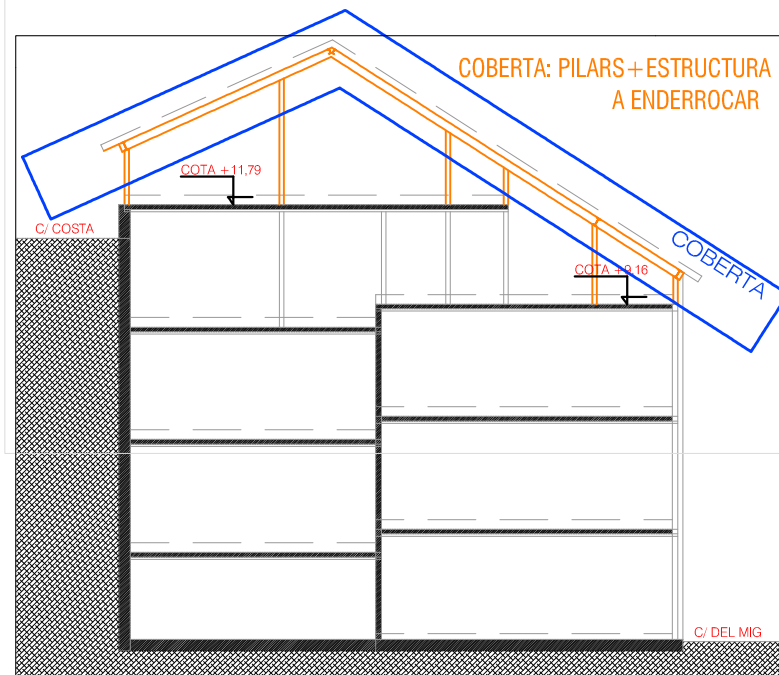 COBERTA: PILARS+ESTRUCTURA
A ENDERROCAR
COTA +11,79
C/ COSTA
COBERTA
COTA +9,16
C/ DEL MIG